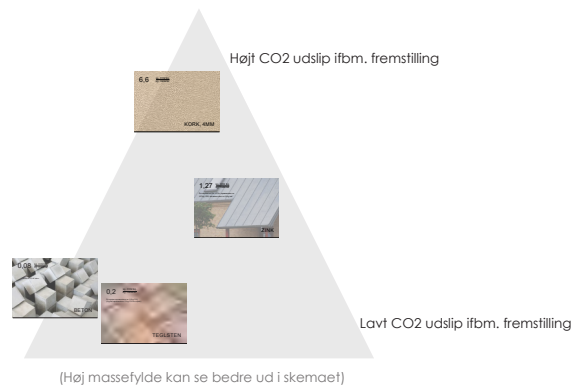 Højt CO2 udslip ifbm. fremstilling
6,6
KORK, 4MM
1,27
ZINK
0,08
BETON
0,2
TEGLSTEN
Lavt CO2 udslip ifbm. fremstilling
(Høj massefylde kan se bedre ud i skemaet)